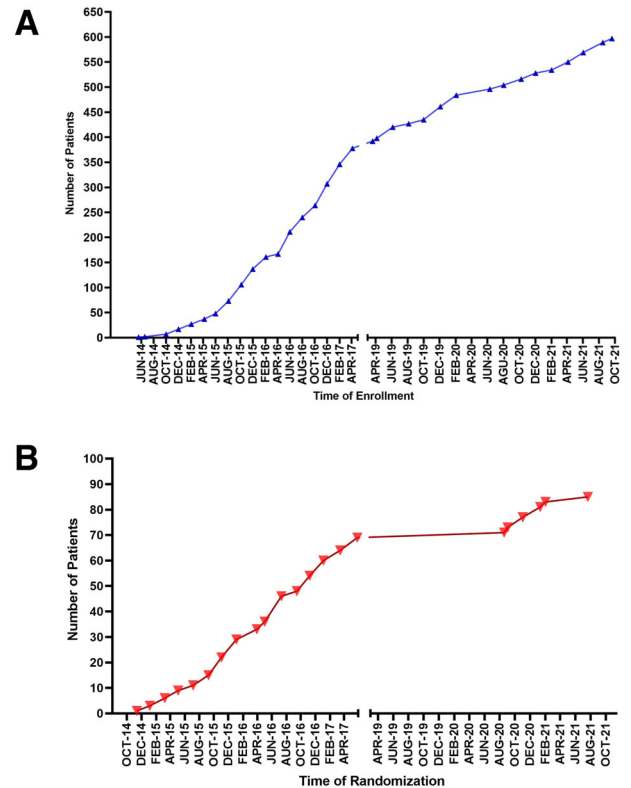 A
650
600
550
500
450
400
350
300
250
200
150
100
50
0
Number of Patients
JUN-14
AUG-14
OCT-14
DEC-14
FEB-15
APR-15
JUN-15
AUG-15
OCT-15
DEC-15
FEB-16
APR-16
JUN-16
AUG-16
OCT-16
DEC-16
FEB-17
APR-17
APR-19
JUN-19
AUG-19
OCT-19
DEC-19
FEB-20
JUN-20
AGU-20
OCT-20
DEC-20
FEB-21
APR-21
JUN-21
AUG-21
OCT-21
Time of Enrollment
B
100
90
80
70
60
50
40
30
20
10
0
Number of Patients
OCT-14
DEC-14
FEB-15
APR-15
JUN-15
AUG-15
OCT-15
DEC-15
FEB-16
APR-16
JUN-16
AUG-16
OCT-16
DEC-16
FEB-17
APR-17
APR-19
JUN-19
AUG-19
OCT-19
DEC-19
FEB-20
APR-20
JUN-20
AUG-20
OCT-20
DEC-20
FEB-21
APR-21
JUN-21
AUG-21
OCT-21
Time of Randomization